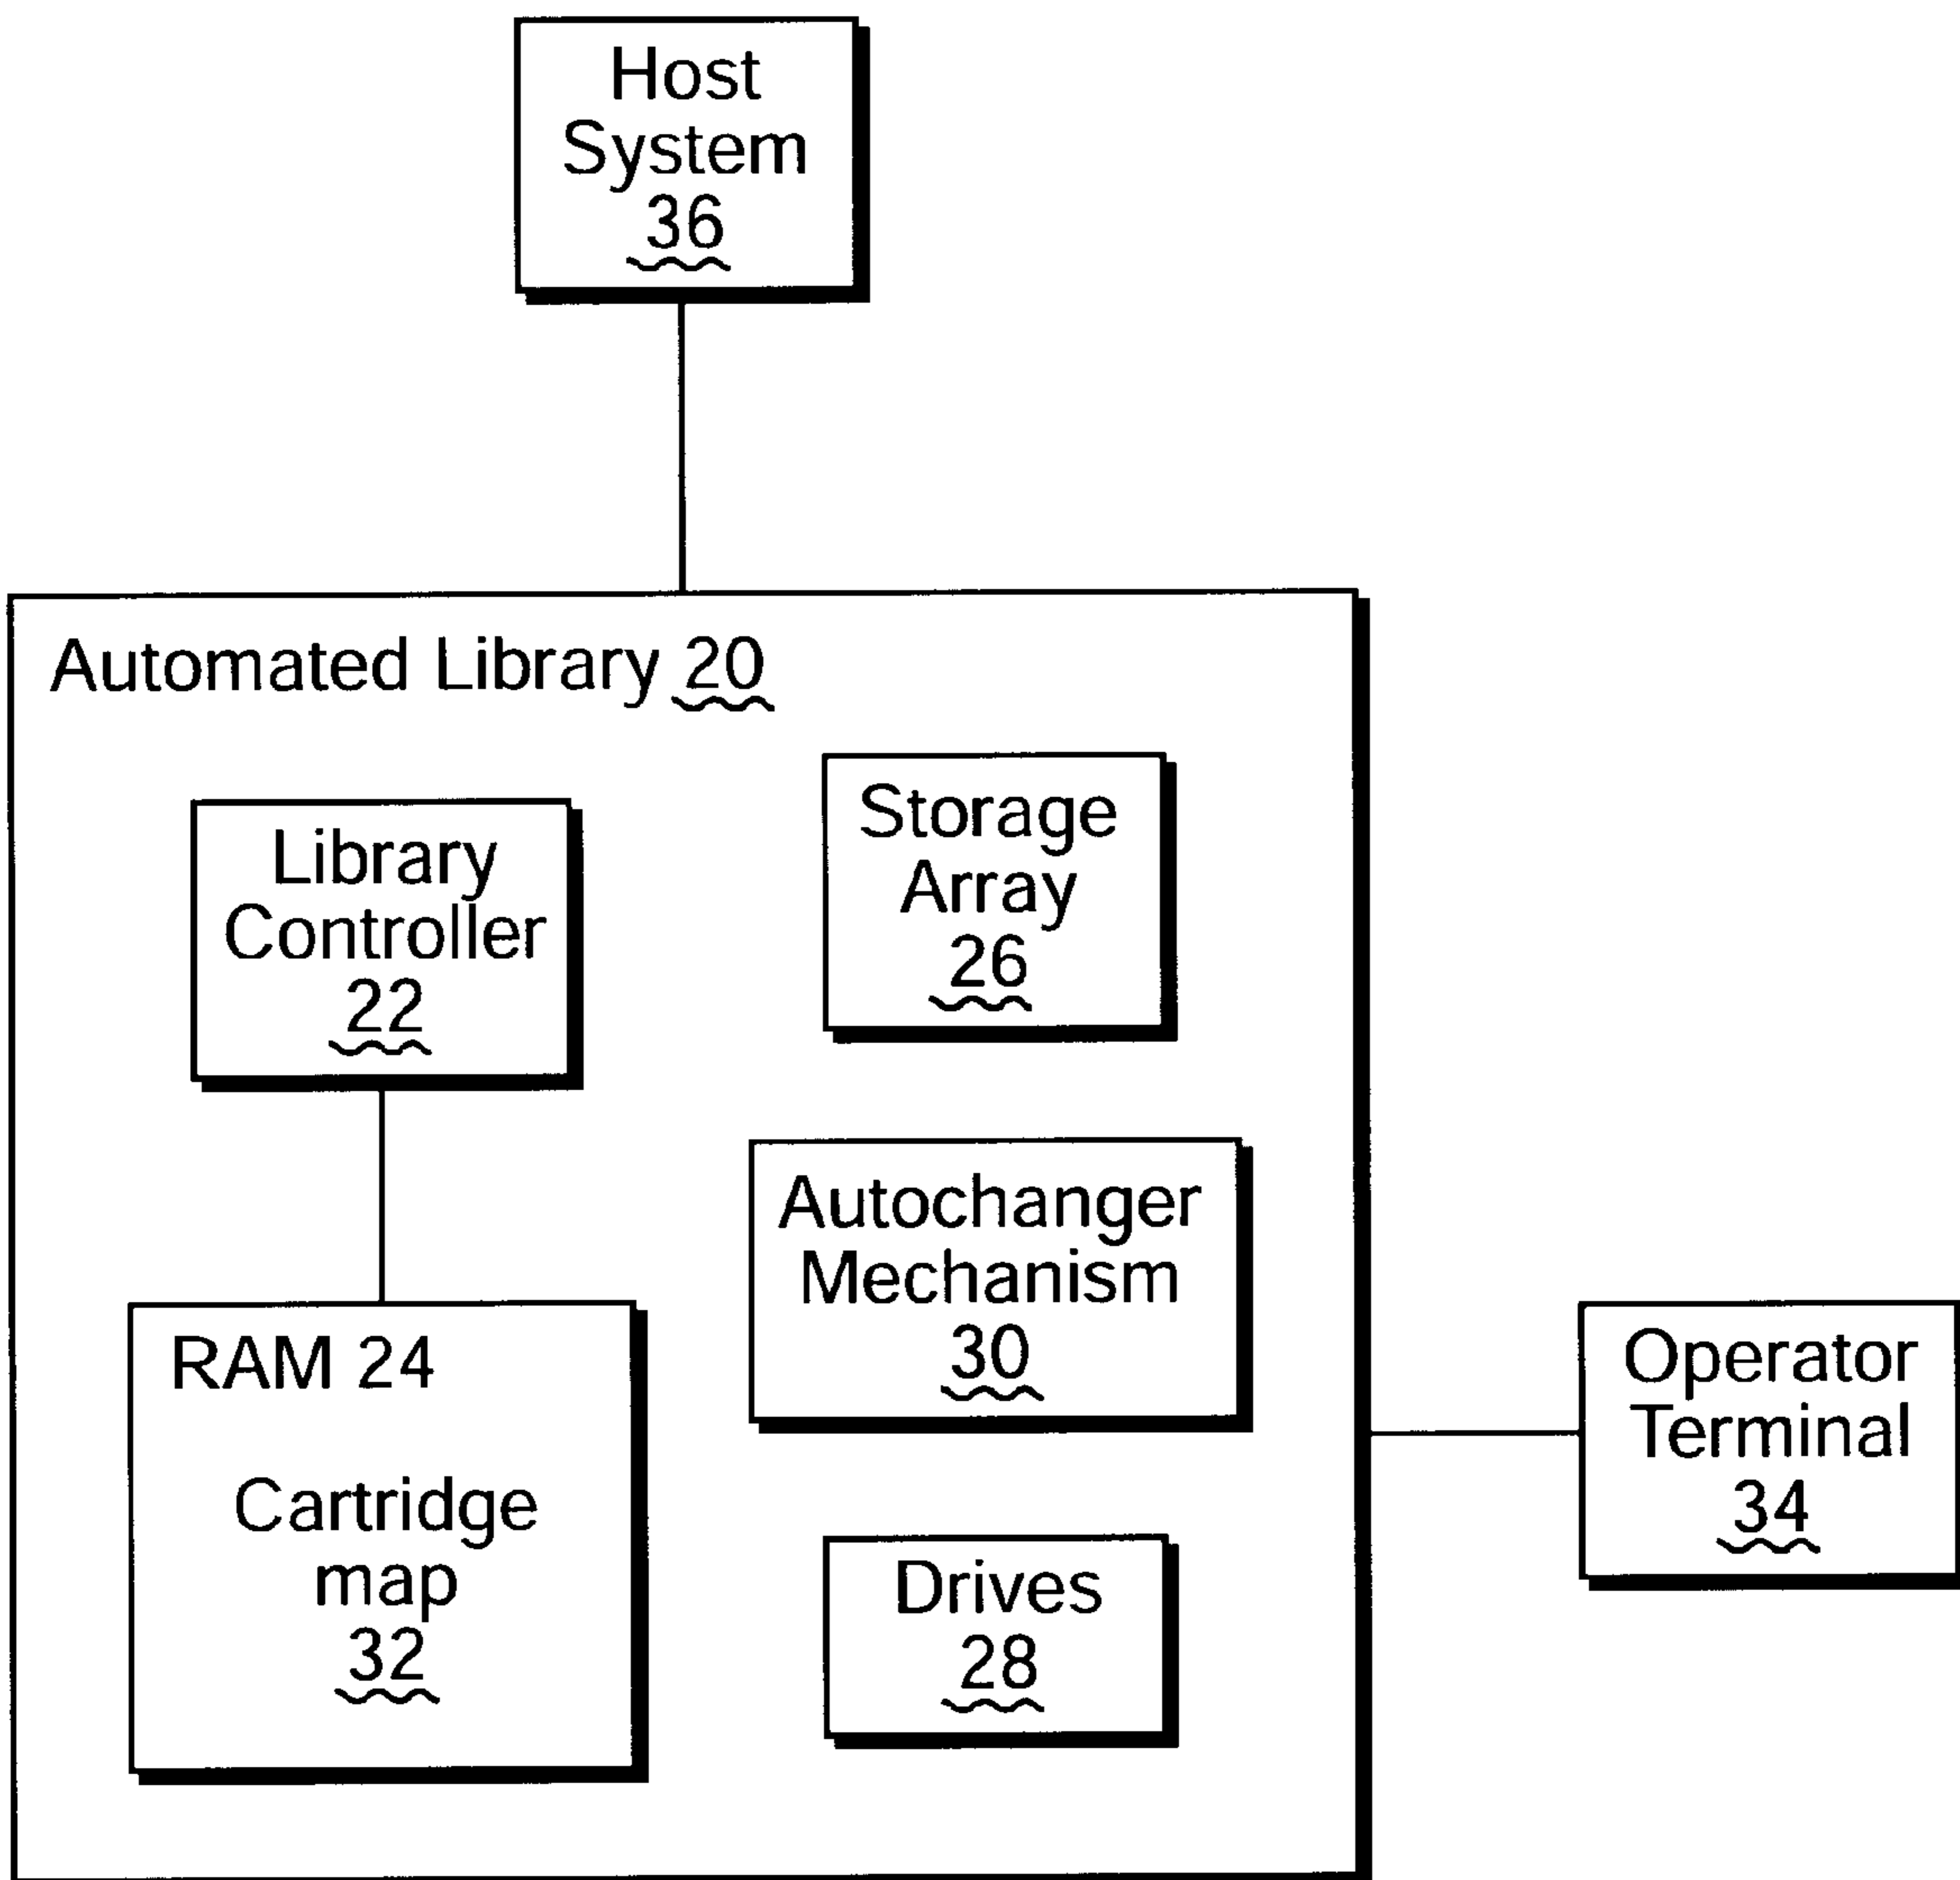 Host
System
36
Automated Library 20
Library
Controller
22
Storage
Array
26
Autochanger
Mechanism
30
RAM 24
Cartridge
map
32
Drives
28
Operator
Terminal
34